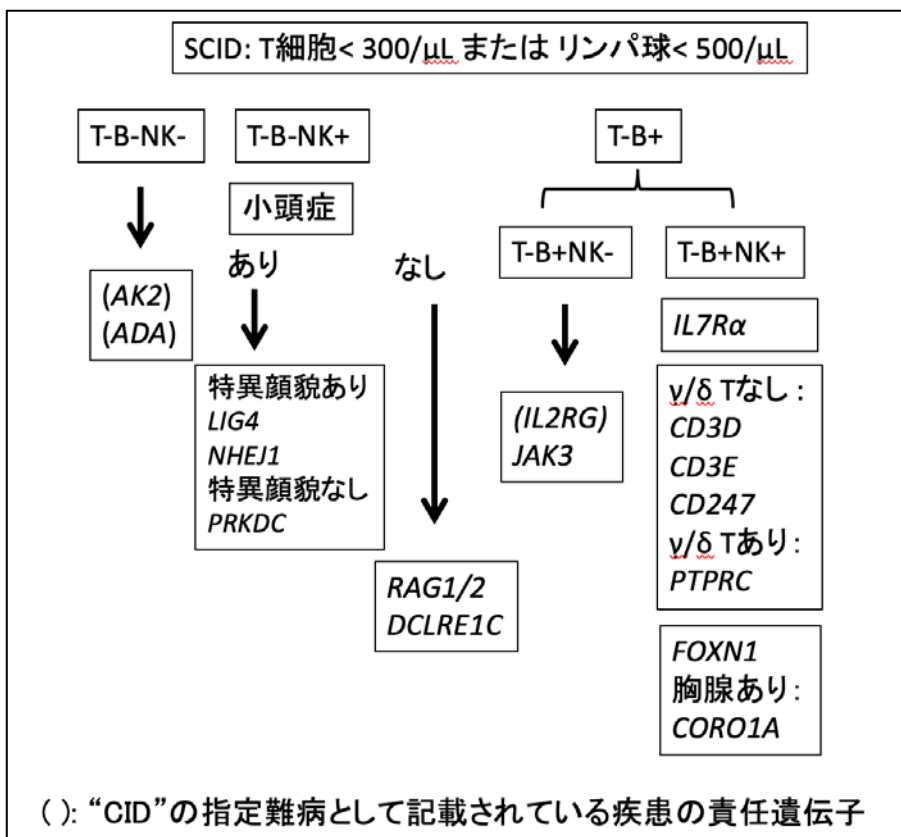 SCID: T細胞< 300/μL または リンパ球< 500/μL
T-B-NK-
T-B-NK+
T-B+
小頭症
あり
なし
T-B+NK-
T-B+NK+
(AK2)
(ADA)
特異顔貌あり
LIG4
NHEJ1
特異顔貌なし
PRKDC
RAG1/2
DCLRE1C
(IL2RG)
JAK3
IL7Rα
γ/δ Tなし:
CD3D
CD3E
CD247
γ/δ Tあり:
PTPRC
FOXN1
胸腺あり:
CORO1A
( ): “CID”の指定難病として記載されている疾患の責任遺伝子